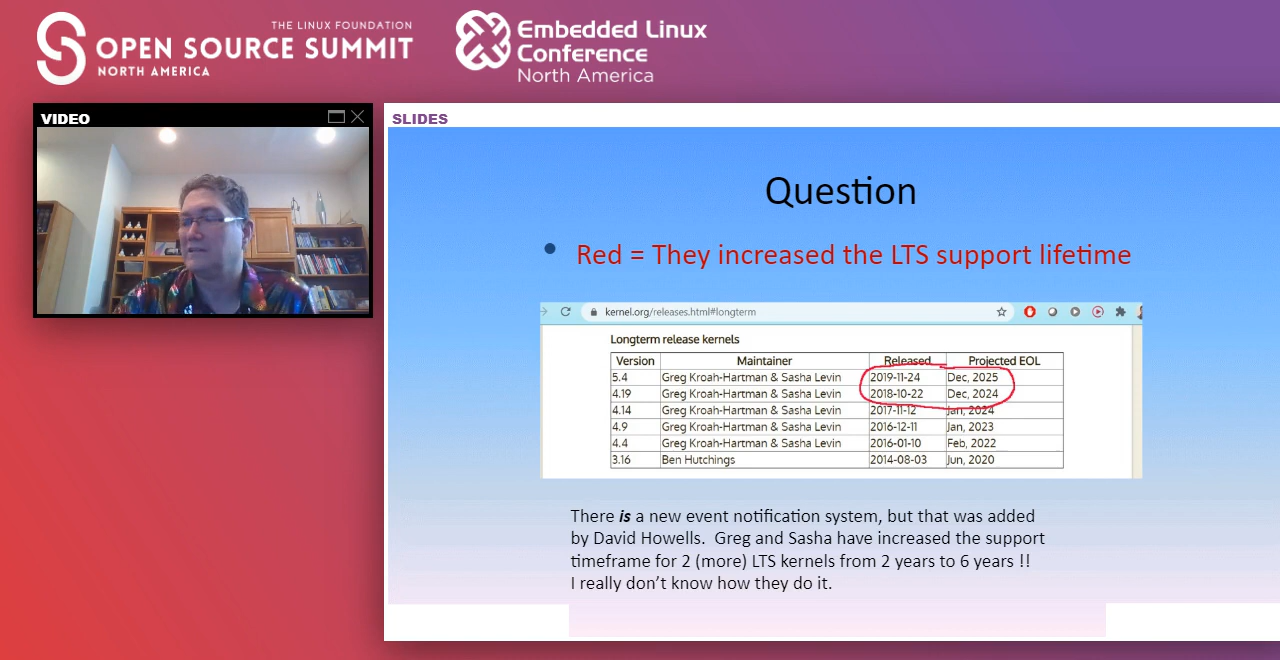 THE LINUX FOUNDATION
OPEN SOURCE SUMMIT
NORTH AMERICA
Embedded Linux
Conference
North America
VIDEO
SLIDES
Question
• Red = They increased the LTS support lifetime
kernel.org/releases.html#longterm
Longterm release kernels
Version Maintainer Released Projected EOL
5.4 Greg Kroah-Hartman & Sasha Levin 2019-11-24 Dec, 2025
4.19 Greg Kroah-Hartman & Sasha Levin 2018-10-22 Dec, 2024
4.14 Greg Kroah-Hartman & Sasha Levin 2017-11-12 Jan, 2024
4.9 Greg Kroah-Hartman & Sasha Levin 2016-12-11 Jan, 2023
4.4 Greg Kroah-Hartman & Sasha Levin 2016-01-10 Feb, 2022
3.16 Ben Hutchings 2014-08-03 Jun, 2020
There is a new event notification system, but that was added
by David Howells. Greg and Sasha have increased the support
timeframe for 2 (more) LTS kernels from 2 years to 6 years !!
I really don't know how they do it.